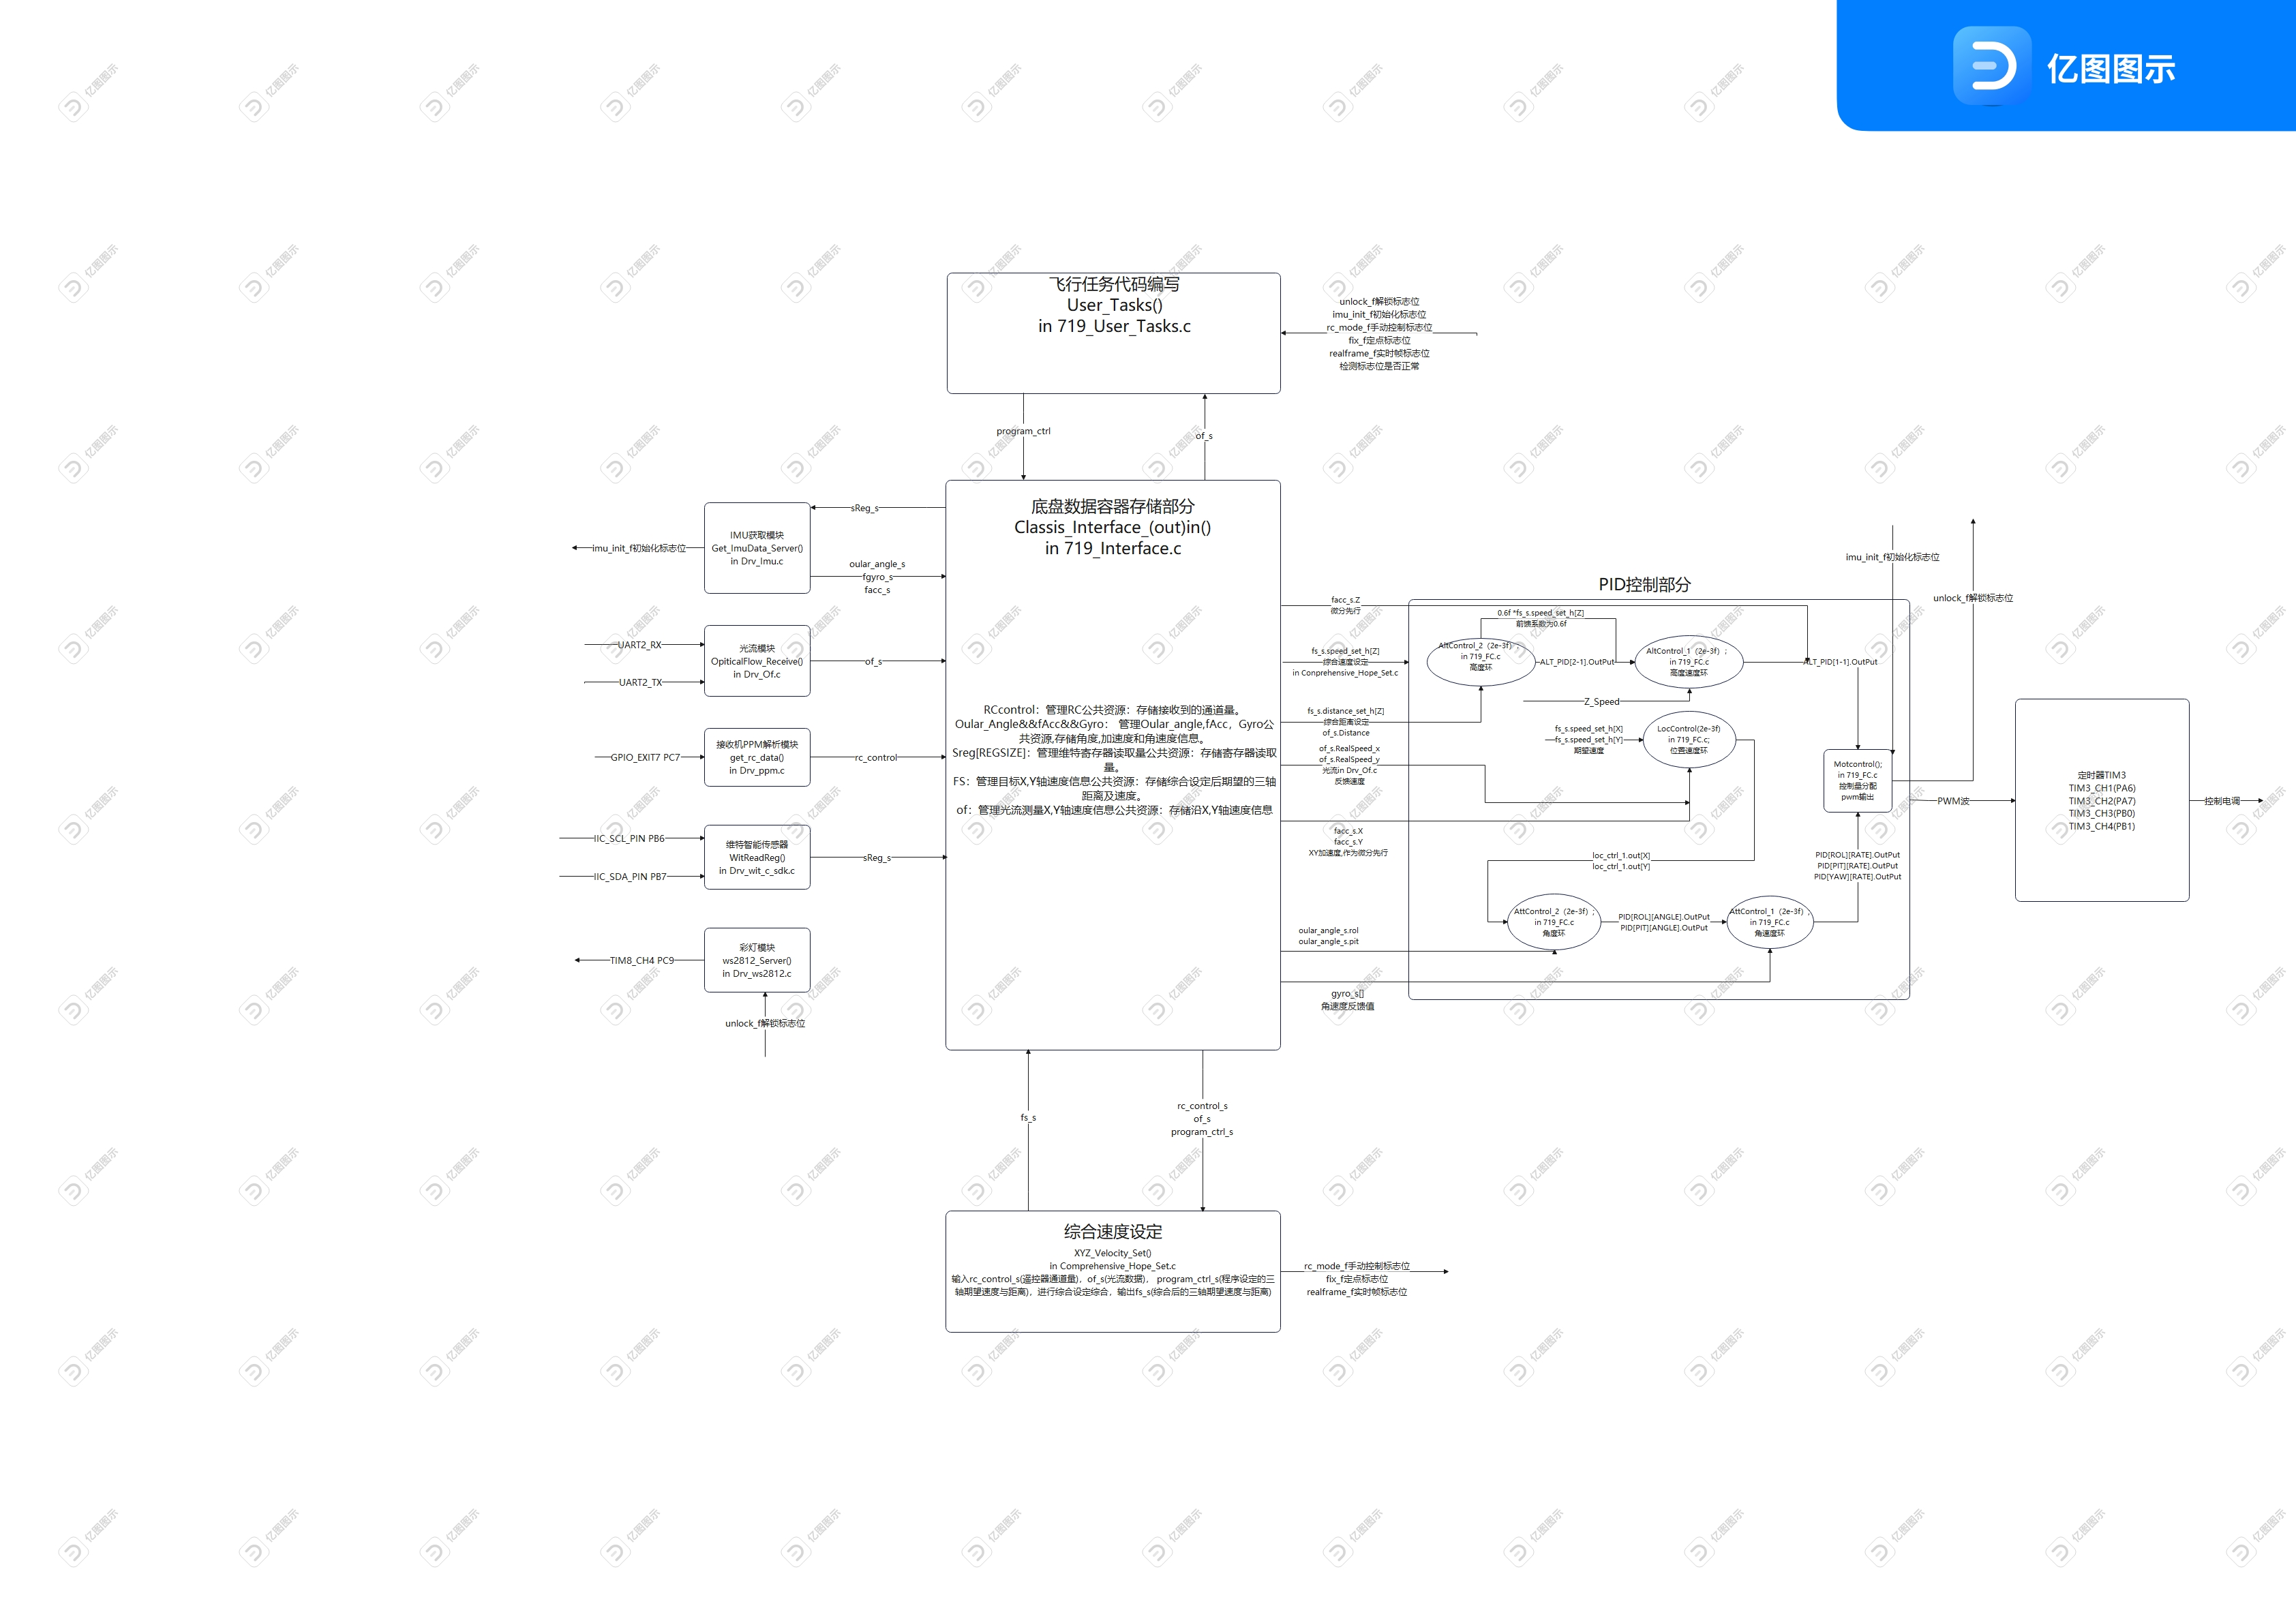 亿图图示
飞行任务代码编写
User_Tasks()
in 719_User_Tasks.c
unlock_f解锁标志位
imu_init_f初始化标志位
rc_mode_f手动控制标志位
fix_f定点标志位
realframe_f实时帧标志位
检测标志位是否正常
program_ctrl
of_s
底盘数据容器存储部分
Classis_Interface_(out)in()
in 719_Interface.c
RCcontrol：管理RC公共资源：存储接收到的通道量。
Oular_Angle&&fAcc&&Gyro： 管理Oular_angle,fAcc，Gyro公
共资源,存储角度,加速度和角速度信息。
Sreg[REGSIZE]：管理维特寄存器读取量公共资源：存储寄存器读取
量。
FS：管理目标X,Y轴速度信息公共资源：存储综合设定后期望的三轴
距离及速度。
of：管理光流测量X,Y轴速度信息公共资源：存储沿X,Y轴速度信息
sReg_s
IMU获取模块
Get_ImuData_Server()
in Drv_Imu.c
imu_init_f初始化标志位
oular_angle_s
fgyro_s
facc_s
UART2_RX
UART2_TX
光流模块
OpiticalFlow_Receive()
in Drv_Of.c
of_s
GPIO_EXIT7 PC7
接收机PPM解析模块
get_rc_data()
in Drv_ppm.c
rc_control
IIC_SCL_PIN PB6
IIC_SDA_PIN PB7
维特智能传感器
WitReadReg()
in Drv_wit_c_sdk.c
sReg_s
TIM8_CH4 PC9
彩灯模块
ws2812_Server()
in Drv_ws2812.c
unlock_f解锁标志位
PID控制部分
facc_s.Z
微分先行
0.6f *fs_s.speed_set_h[Z]
前馈系数为0.6f
fs_s.speed_set_h[Z]
综合速度设定
in Conprehensive_Hope_Set.c
AltControl_2（2e-3f）;
in 719_FC.c
高度环
ALT_PID[2-1].OutPut
AltControl_1（2e-3f）;
in 719_FC.c
高度速度环
ALT_PID[1-1].OutPut
Z_Speed
fs_s.distance_set_h[Z]
综合距离设定
of_s.Distance
fs_s.speed_set_h[X]
fs_s.speed_set_h[Y]
期望速度
LocControl(2e-3f)
in 719_FC.c;
位置速度环
of_s.RealSpeed_x
of_s.RealSpeed_y
光流in Drv_Of.c
反馈速度
facc_s.X
facc_s.Y
XY加速度,作为微分先行
loc_ctrl_1.out[X]
loc_ctrl_1.out[Y]
AttControl_2（2e-3f）;
in 719_FC.c
角度环
PID[ROL][ANGLE].OutPut
PID[PIT][ANGLE].OutPut
AttControl_1（2e-3f）;
in 719_FC.c
角速度环
oular_angle_s.rol
oular_angle_s.pit
gyro_s[]
角速度反馈值
PID[ROL][RATE].OutPut
PID[PIT][RATE].OutPut
PID[YAW][RATE].OutPut
Motcontrol();
in 719_FC.c
控制量分配
pwm输出
imu_init_f初始化标志位
unlock_f解锁标志位
PWM波
定时器TIM3
TIM3_CH1(PA6)
TIM3_CH2(PA7)
TIM3_CH3(PB0)
TIM3_CH4(PB1)
控制电调
fs_s
rc_control_s
of_s
program_ctrl_s
综合速度设定
XYZ_Velocity_Set()
in Comprehensive_Hope_Set.c
输入rc_control_s(遥控器通道量)，of_s(光流数据)， program_ctrl_s(程序设定的三
轴期望速度与距离)，进行综合设定综合，输出fs_s(综合后的三轴期望速度与距离)
rc_mode_f手动控制标志位
fix_f定点标志位
realframe_f实时帧标志位